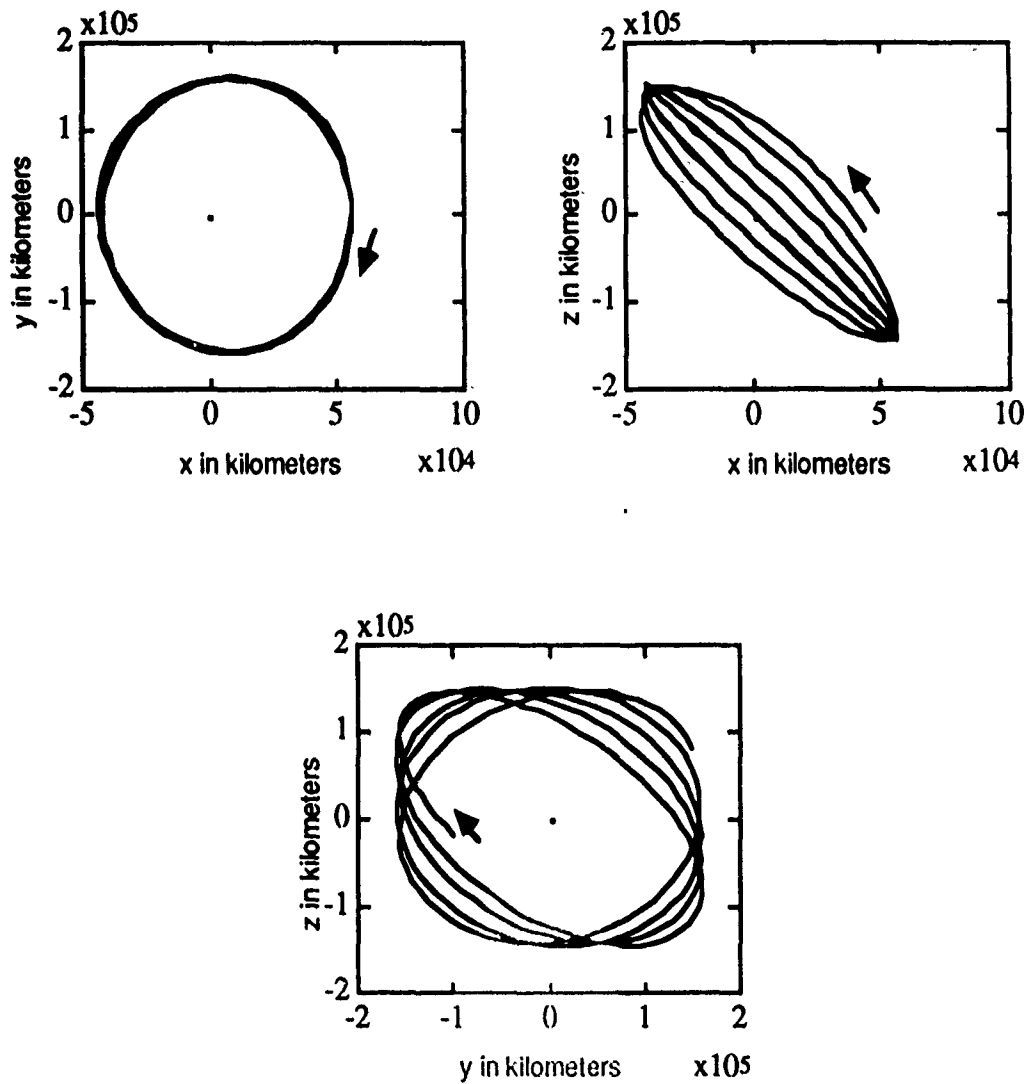 x10⁵
2
1
0
-1
-2
y in kilometers
-5 0 5 10
x in kilometers x10⁴
x10⁵
2
1
0
-1
-2
z in kilometers
-5 0 5 10
x in kilometers x10⁴
x10⁵
2
1
0
-1
-2
z in kilometers
-2 -1 0 1 2
y in kilometers x10⁵